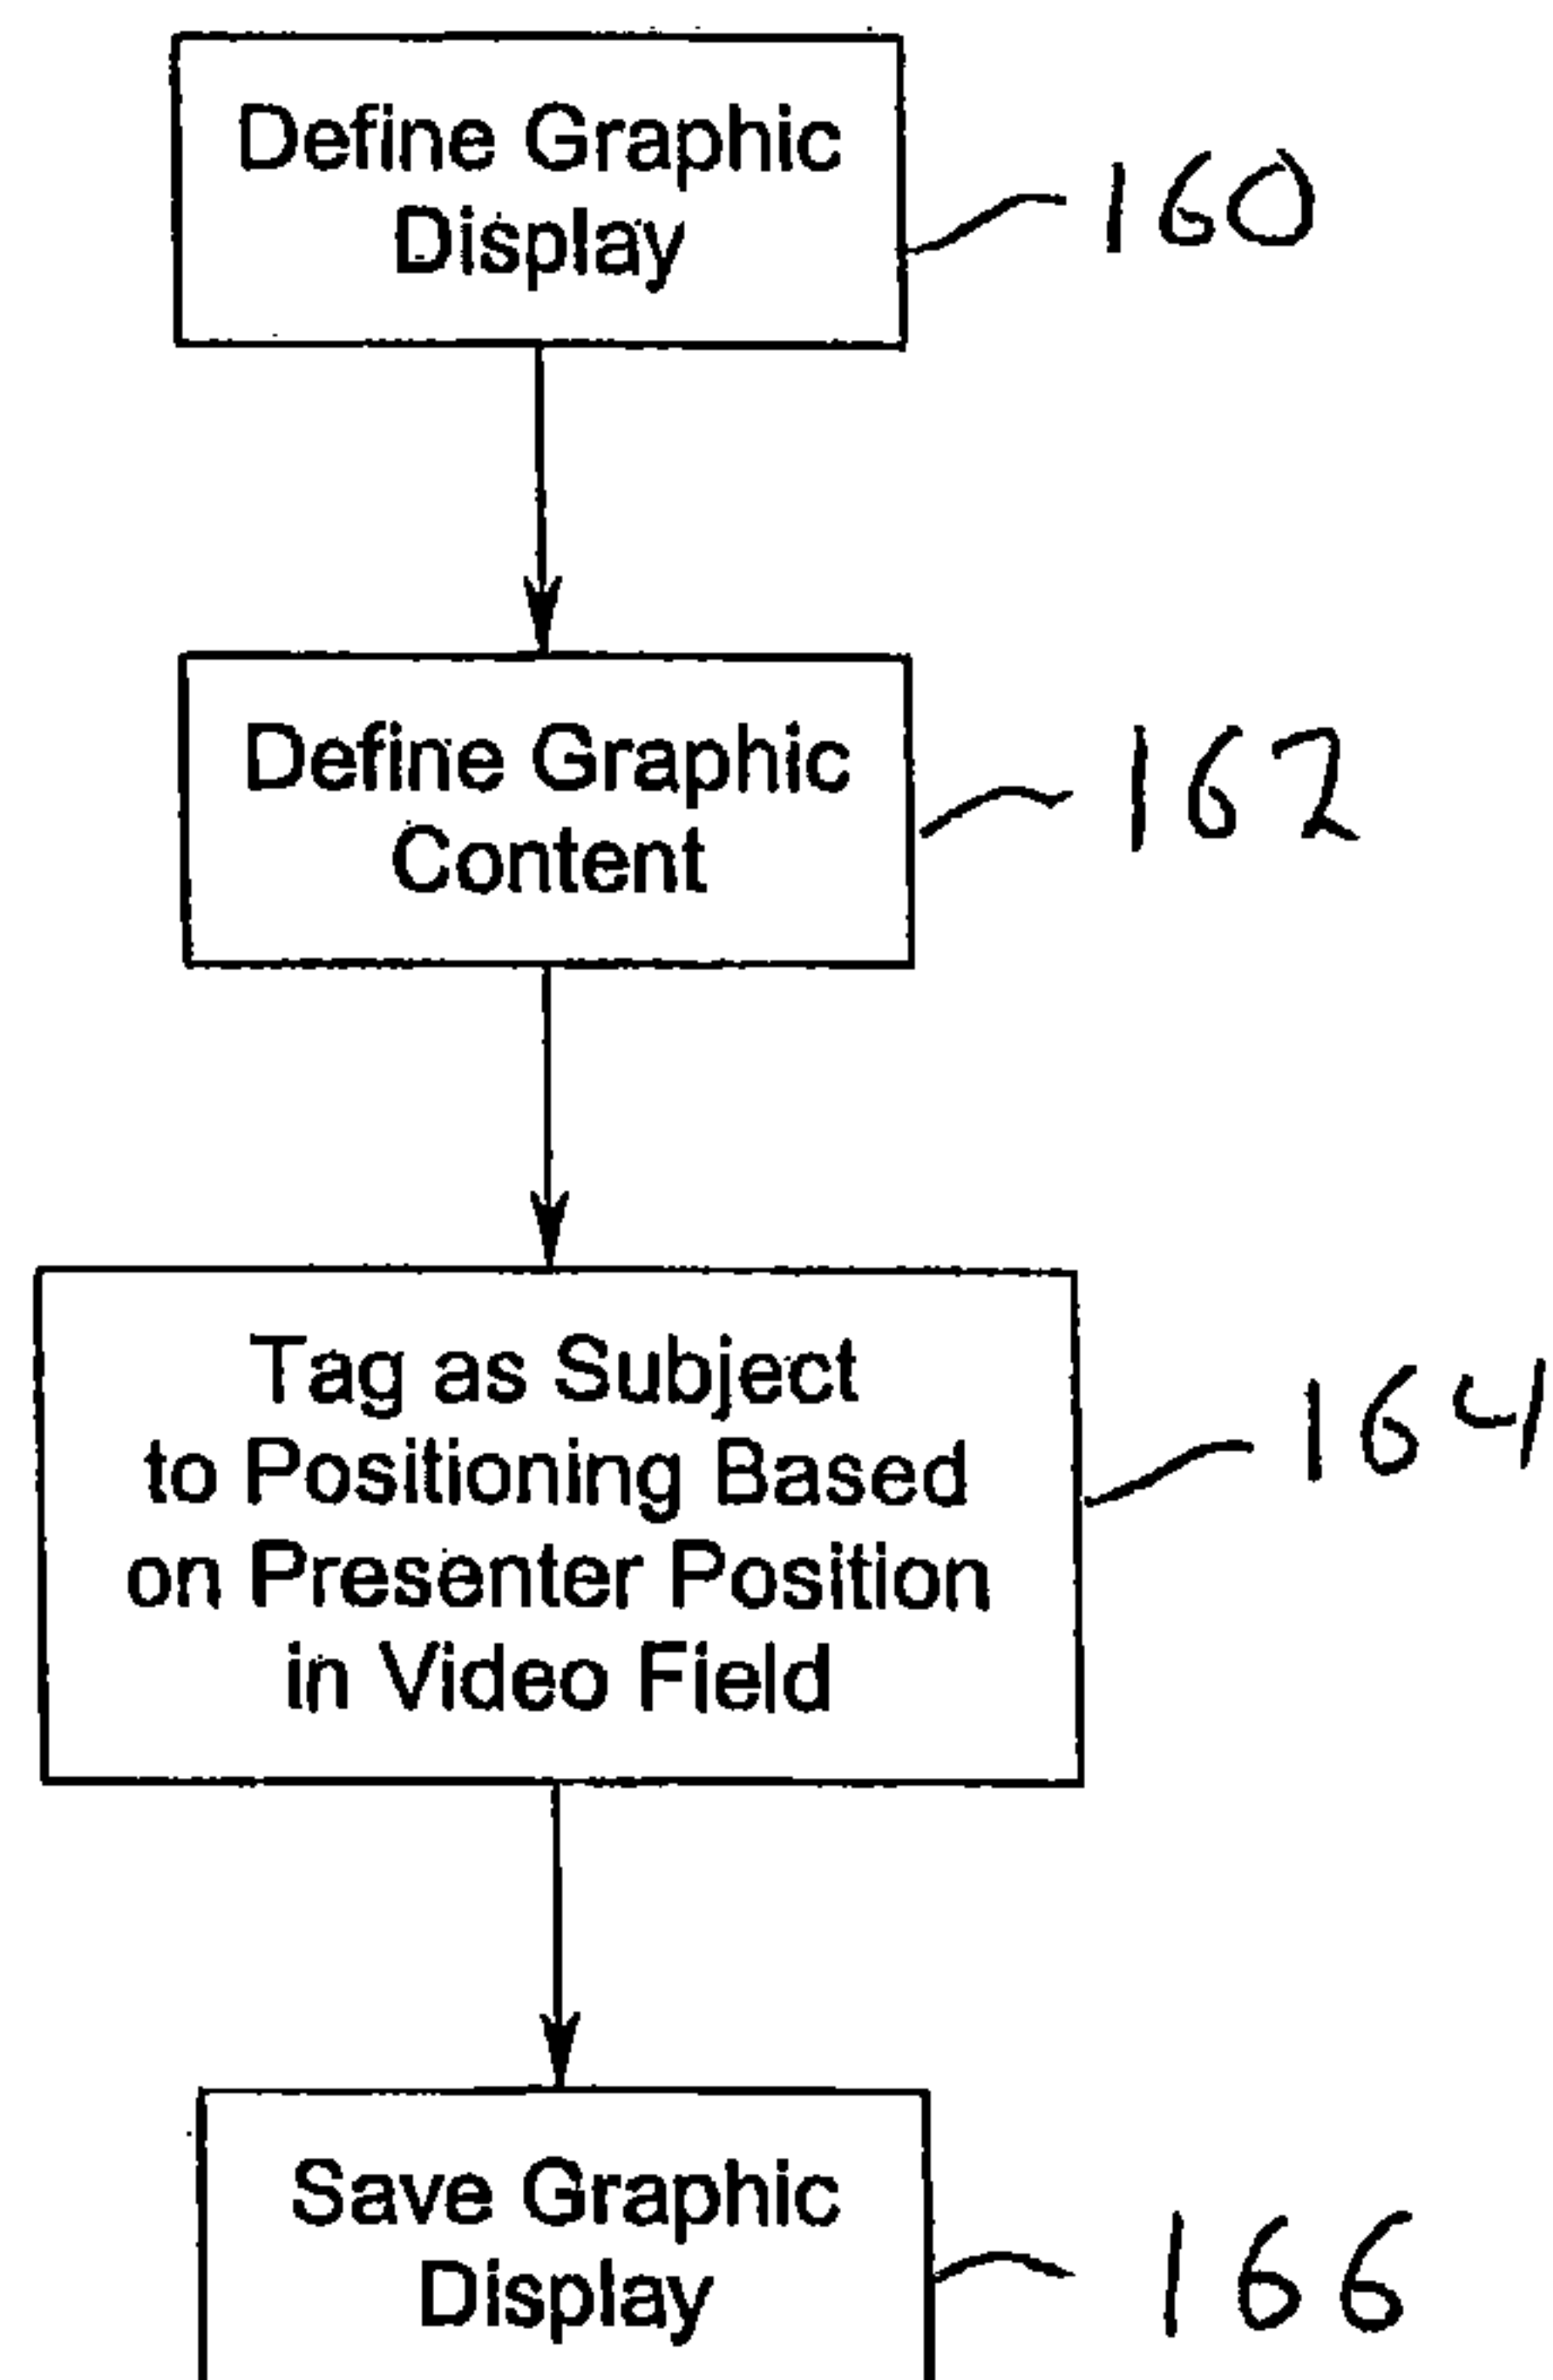 Define Graphic
Display
160
Define Graphic
Content
162
Tag as Subject
to Positioning Based
on Presenter Position
in Video Field
164
Save Graphic
Display
166